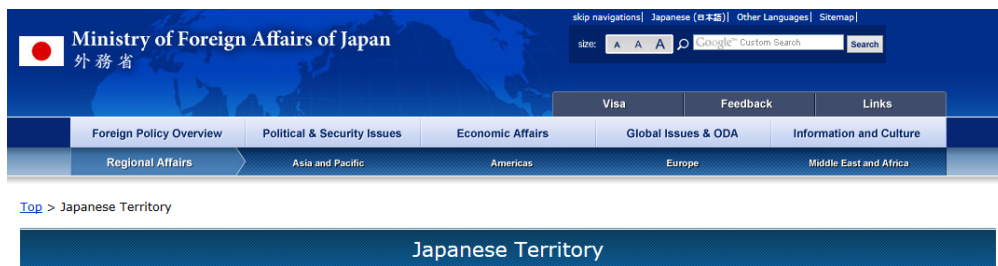 skip navigations| Japanese (日本語)| Other Languages| Sitemap|
Ministry of Foreign Affairs of Japan
外務省
size: A A A Google™ Custom Search Search
Visa Feedback Links
Foreign Policy Overview Political & Security Issues Economic Affairs Global Issues & ODA Information and Culture
Regional Affairs Asia and Pacific Americas Europe Middle East and Africa
Top > Japanese Territory
Japanese Territory